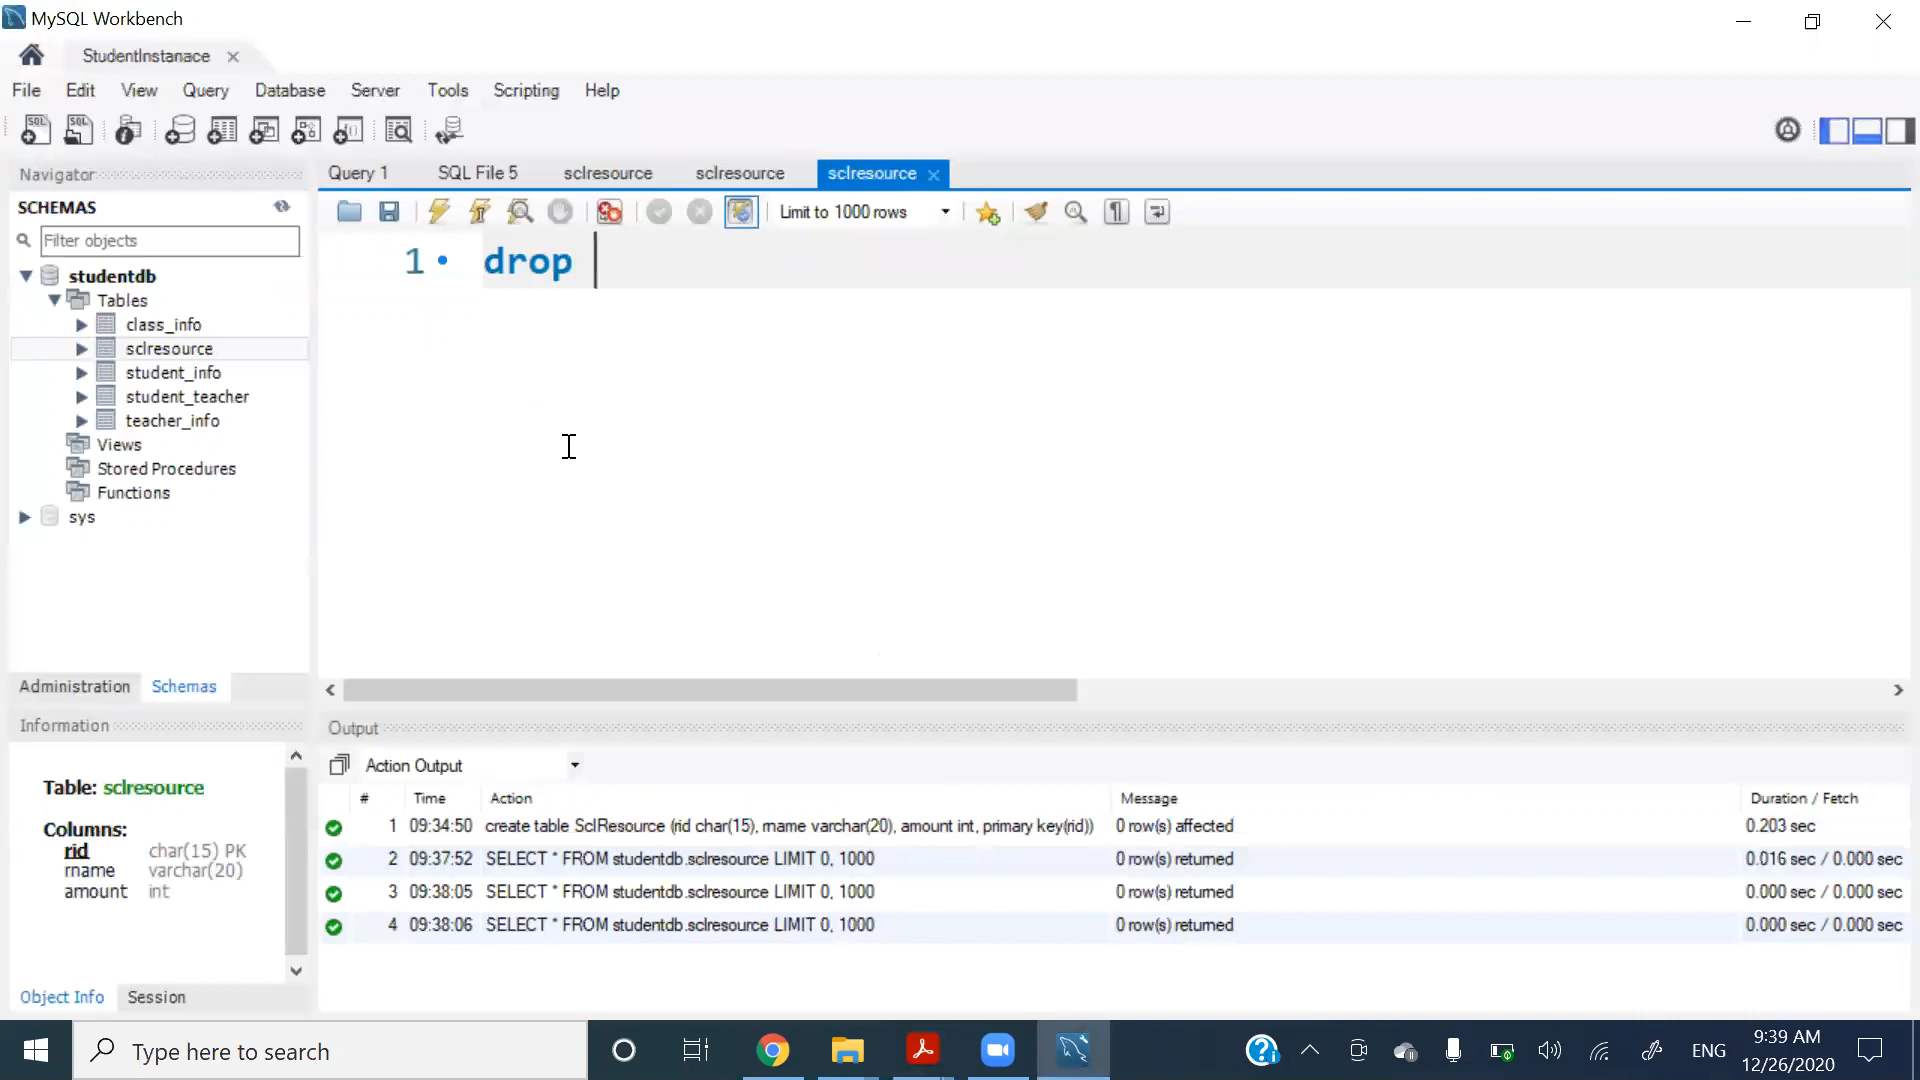 MySQL Workbench
StudentInstanace
File Edit View Query Database Server Tools Scripting Help
Navigator
SCHEMAS
Filter objects
studentdb
Tables
class_info
sclresource
student_info
student_teacher
teacher_info
Views
Stored Procedures
Functions
sys
Administration Schemas
Information
Table: sclresource
Columns:
rid char(15) PK
rname varchar(20)
amount int
Object Info Session
Query 1 SQL File 5 sclresource sclresource sclresource
Limit to 1000 rows
1 drop
Output
Action Output
# Time Action Message Duration / Fetch
1 09:34:50 create table SclResource (rid char(15), rname varchar(20), amount int, primary key(rid)) 0 row(s) affected 0.203 sec
2 09:37:52 SELECT * FROM studentdb.sclresource LIMIT 0, 1000 0 row(s) returned 0.016 sec / 0.000 sec
3 09:38:05 SELECT * FROM studentdb.sclresource LIMIT 0, 1000 0 row(s) returned 0.000 sec / 0.000 sec
4 09:38:06 SELECT * FROM studentdb.sclresource LIMIT 0, 1000 0 row(s) returned 0.000 sec / 0.000 sec
Type here to search
ENG
9:39 AM
12/26/2020